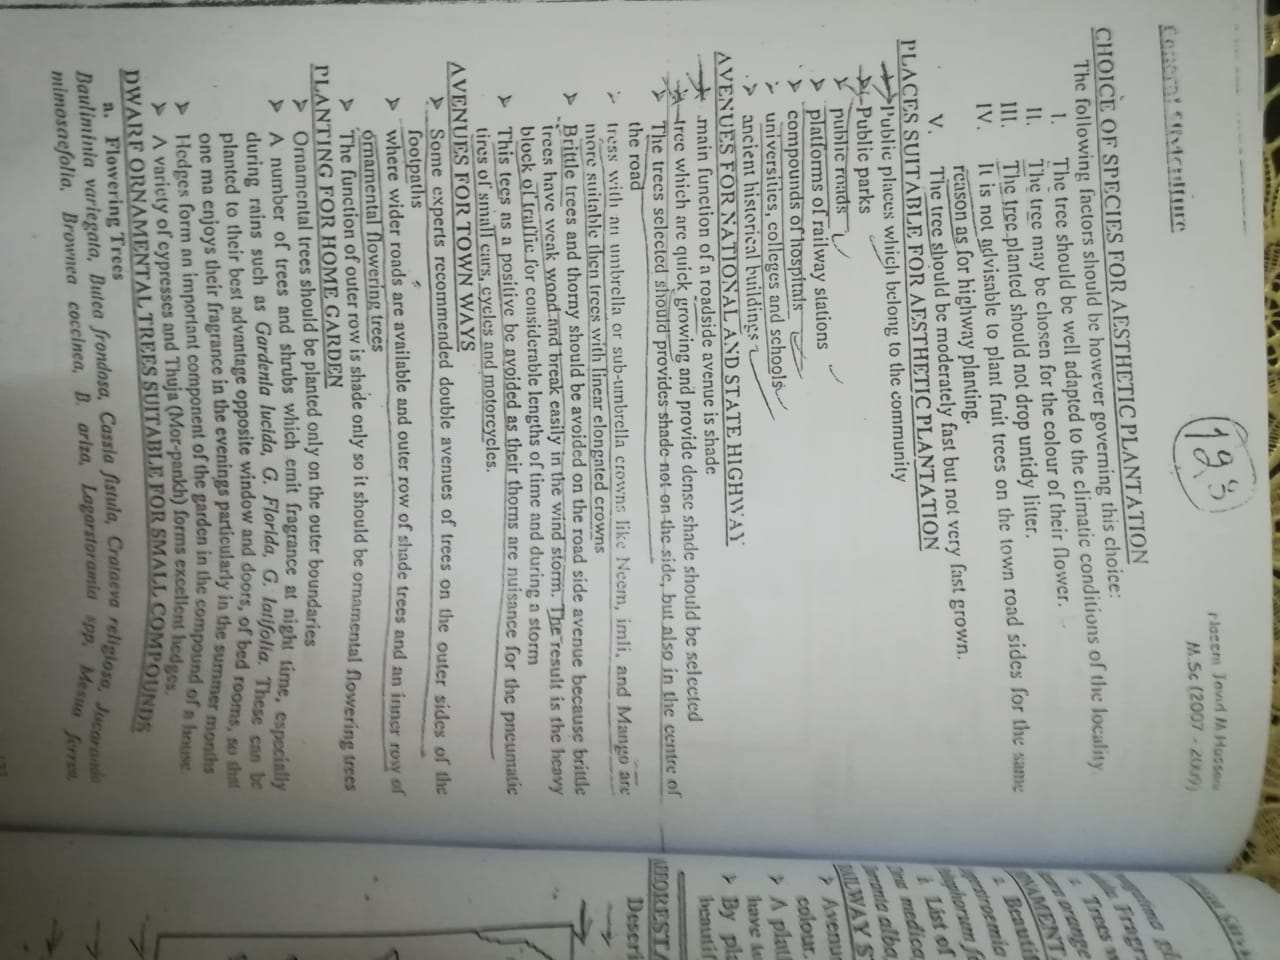 General Silviculture
193
Naeem Javid M Hassani
M.Sc (2007 - 2009)
CHOICE OF SPECIES FOR AESTHETIC PLANTATION
The following factors should be however governing this choice:
I. The tree should be well adapted to the climatic conditions of the locality
II. The tree may be chosen for the colour of their flower.
III. The tree planted should not drop untidy litter.
IV. It is not advisable to plant fruit trees on the town road sides for the same
reason as for highway planting.
V. The tree should be moderately fast but not very fast grown.
PLACES SUITABLE FOR AESTHETIC PLANTATION
➤ Public places which belong to the community
➤ Public parks
➤ public roads
➤ platforms of railway stations
➤ compounds of hospitals
➤ universities, colleges and schools
➤ ancient historical buildings
AVENUES FOR NATIONAL AND STATE HIGHWAY
➤ main function of a roadside avenue is shade
➤ tree which are quick growing and provide dense shade should be selected
➤ The trees selected should provides shade not on the side, but also in the centre of
the road
➤ tress with an umbrella or sub-umbrella crowns like Neem, imli, and Mango are
more suitable then trees with linear elongated crowns
➤ Brittle trees and thorny should be avoided on the road side avenue because brittle
trees have weak wood and break easily in the wind storm. The result is the heavy
block of traffic for considerable lengths of time and during a storm
➤ This tees as a positive be avoided as their thorns are nuisance for the pneumatic
tires of small cars, cycles and motorcycles.
AVENUES FOR TOWN WAYS
➤ Some experts recommended double avenues of trees on the outer sides of the
footpaths
➤ where wider roads are available and outer row of shade trees and an inner row of
ornamental flowering trees
➤ The function of outer row is shade only so it should be ornamental flowering trees
PLANTING FOR HOME GARDEN
➤ Ornamental trees should be planted only on the outer boundaries
➤ A number of trees and shrubs which emit fragrance at night time, especially
during rains such as Gardenla lucida, G. Florida, G. latifolia. These can be
planted to their best advantage opposite window and doors, of bed rooms, so that
one ma enjoys their fragrance in the evenings particularly in the summer months
➤ Hedges form an important component of the garden in the compound of a house
➤ A variety of cypresses and Thuja (Mor-pankh) forms excellent hedges.
DWARF ORNAMENTAL TREES SUITABLE FOR SMALL COMPOUNDS
a. Flowering Trees
Baulimlnia variegata, Butea frondosa, Cassia fistula, Crataeva religiosa, Jacaranda
mimosaefolia, Brownea coccinea, B. ariza, Lagarstoramia spp, Mesua ferrea,
➤ Trees w
➤ Beautif
➤ List of
➤ Avenu
colour.
➤ A plat
have to
➤ By pla
beautif
Deseri